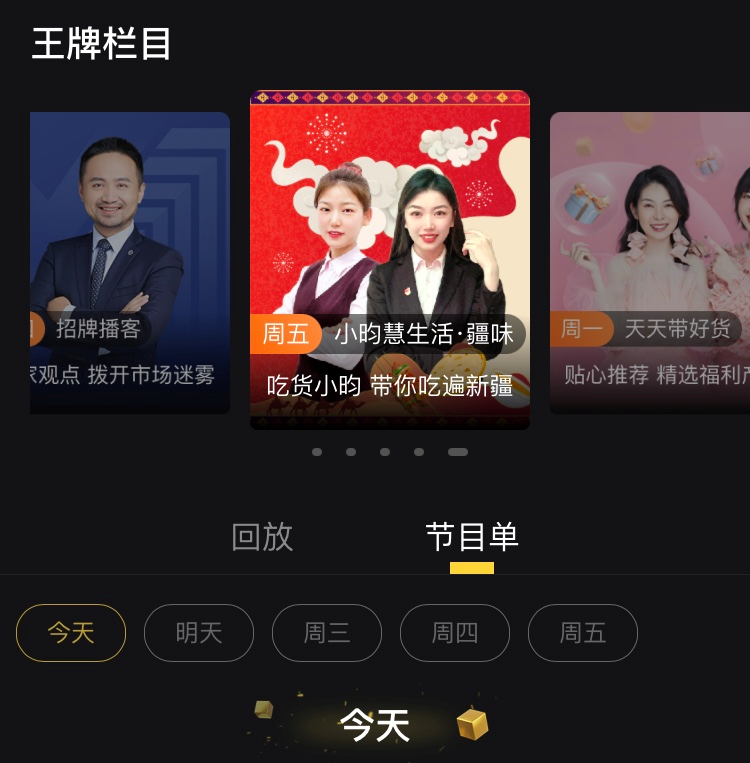 王牌栏目
招牌播客
观点 拨开市场迷雾
周五 小昀慧生活·疆味
吃货小昀 带你吃遍新疆
周一 天天带好货
贴心推荐 精选福利
回放 节目单
今天 明天 周三 周四 周五
今天